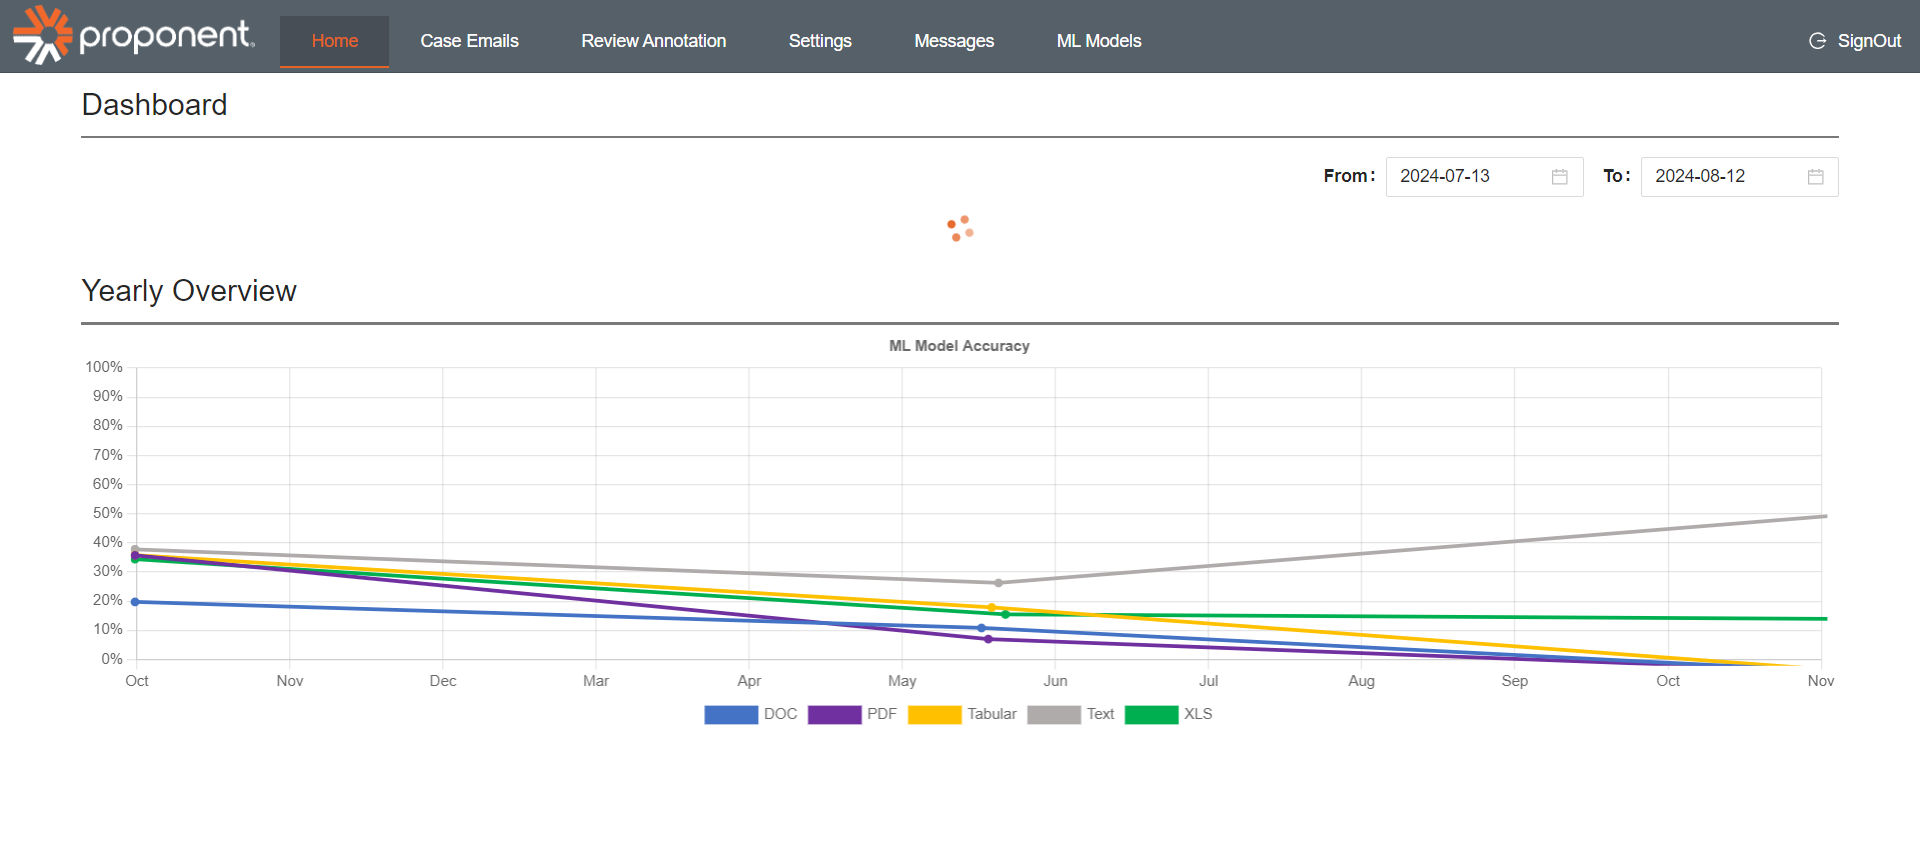 proponent
Home Case Emails Review Annotation Settings Messages ML Models SignOut
Dashboard
From: 2024-07-13 To: 2024-08-12
Yearly Overview
ML Model Accuracy
100%
90%
80%
70%
60%
50%
40%
30%
20%
10%
0%
Oct Nov Dec Mar Apr May Jun Jul Aug Sep Oct Nov
DOC PDF Tabular Text XLS